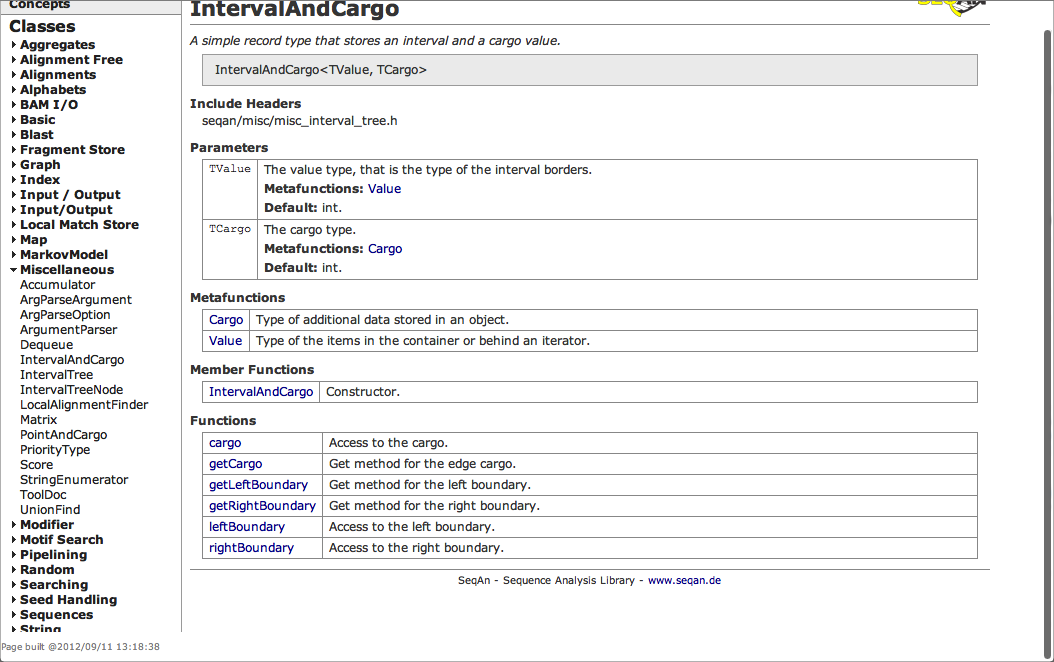 Concepts
Classes
Aggregates
Alignment Free
Alignments
Alphabets
BAM I/O
Basic
Blast
Fragment Store
Graph
Index
Input / Output
Input/Output
Local Match Store
Map
MarkovModel
Miscellaneous
Accumulator
ArgParseArgument
ArgParseOption
ArgumentParser
Dequeue
IntervalAndCargo
IntervalTree
IntervalTreeNode
LocalAlignmentFinder
Matrix
PointAndCargo
PriorityType
Score
StringEnumerator
ToolDoc
UnionFind
Modifier
Motif Search
Pipelining
Random
Searching
Seed Handling
Sequences
String
Page built @2012/09/11 13:18:38
IntervalAndCargo
A simple record type that stores an interval and a cargo value.
IntervalAndCargo<TValue, TCargo>
Include Headers
seqan/misc/misc_interval_tree.h
Parameters
TValue The value type, that is the type of the interval borders.
Metafunctions: Value
Default: int.
TCargo The cargo type.
Metafunctions: Cargo
Default: int.
Metafunctions
Cargo Type of additional data stored in an object.
Value Type of the items in the container or behind an iterator.
Member Functions
IntervalAndCargo Constructor.
Functions
cargo Access to the cargo.
getCargo Get method for the edge cargo.
getLeftBoundary Get method for the left boundary.
getRightBoundary Get method for the right boundary.
leftBoundary Access to the left boundary.
rightBoundary Access to the right boundary.
SeqAn - Sequence Analysis Library - www.seqan.de